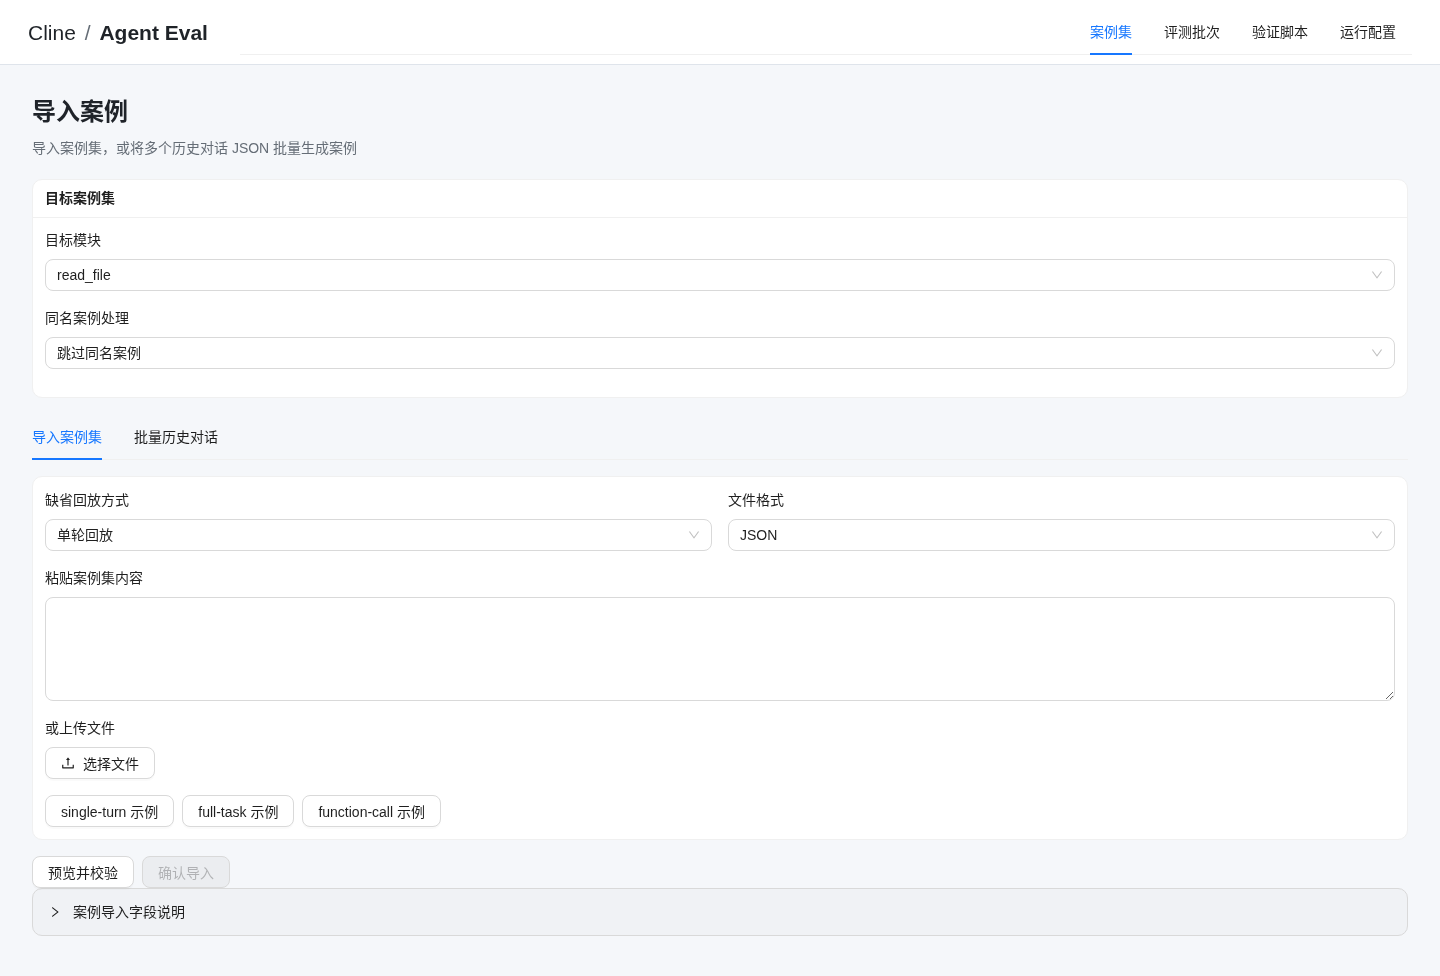 Cline / Agent Eval
案例集 评测批次 验证脚本 运行配置
导入案例
导入案例集，或将多个历史对话 JSON 批量生成案例
目标案例集
目标模块
read_file
同名案例处理
跳过同名案例
导入案例集 批量历史对话
缺省回放方式 文件格式
单轮回放 JSON
粘贴案例集内容
或上传文件
选择文件
single-turn 示例 full-task 示例 function-call 示例
预览并校验 确认导入
案例导入字段说明